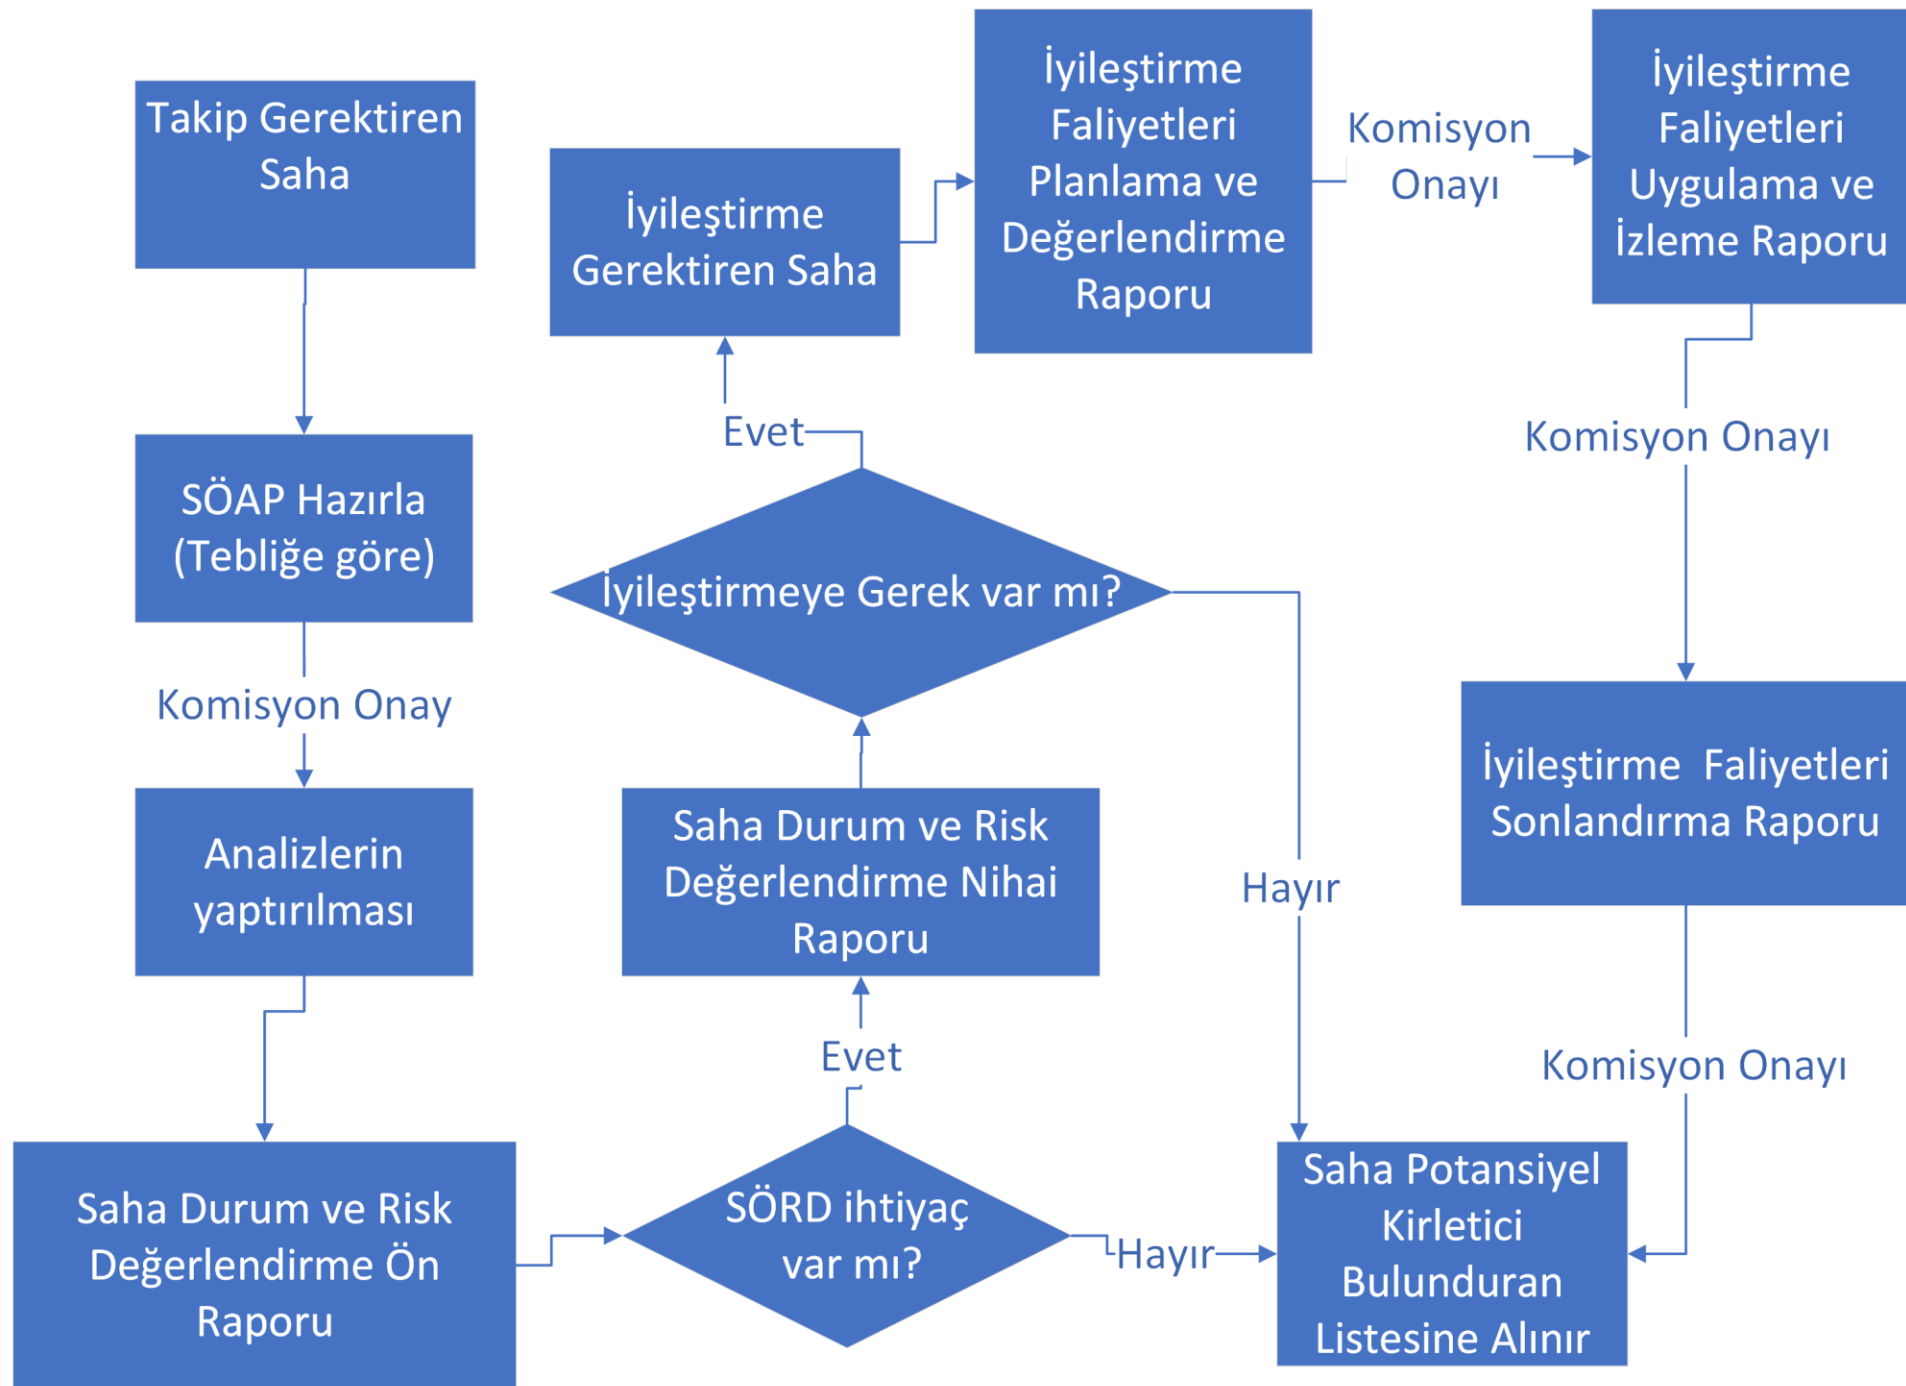 Takip Gerektiren
Saha
SÖAP Hazırla
(Tebliğe göre)
Komisyon Onay
Analizlerin
yaptırılması
Saha Durum ve Risk
Değerlendirme Ön
Raporu
SÖRD ihtiyaç
var mı?
Evet
Hayır
Saha Durum ve Risk
Değerlendirme Nihai
Raporu
İyileştirmeye Gerek var mı?
Evet
Hayır
İyileştirme
Gerektiren Saha
İyileştirme
Faliyetleri
Planlama ve
Değerlendirme
Raporu
Komisyon
Onayı
İyileştirme
Faliyetleri
Uygulama ve
İzleme Raporu
Komisyon Onayı
İyileştirme  Faliyetleri
Sonlandırma Raporu
Komisyon Onayı
Saha Potansiyel
Kirletici
Bulunduran
Listesine Alınır